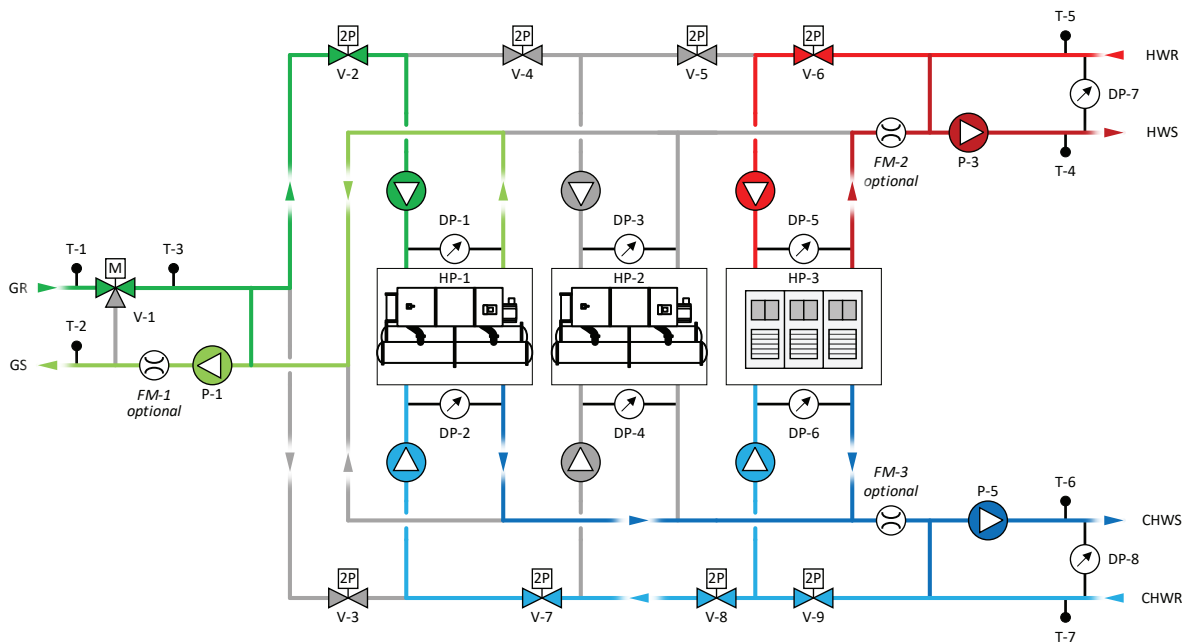 T-5
2P
2P
2P
2P
HWR
V-2
V-4
V-5
V-6
DP-7
HWS
FM-2
optional
P-3
T-4
DP-1
DP-3
DP-5
T-1
T-3
M
HP-1
HP-2
HP-3
GR
V-1
T-2
GS
FM-1
optional
P-1
DP-2
DP-4
DP-6
FM-3
optional
P-5
T-6
CHWS
DP-8
2P
2P
2P
2P
CHWR
V-3
V-7
V-8
V-9
T-7